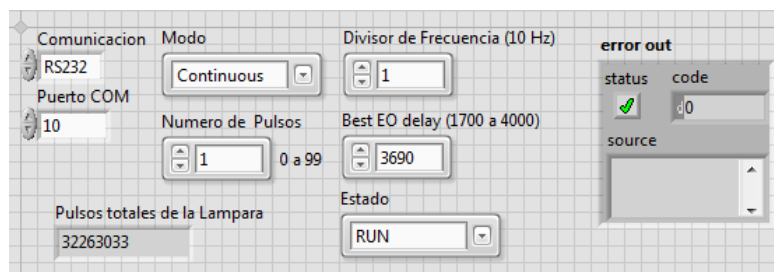 Comunicacion
RS232
Puerto COM
10
Modo
Continuous
Numero de Pulsos
1
0 a 99
Pulsos totales de la Lampara
32263033
Divisor de Frecuencia (10 Hz)
1
Best EO delay (1700 a 4000)
3690
Estado
RUN
error out
status
code
d0
source